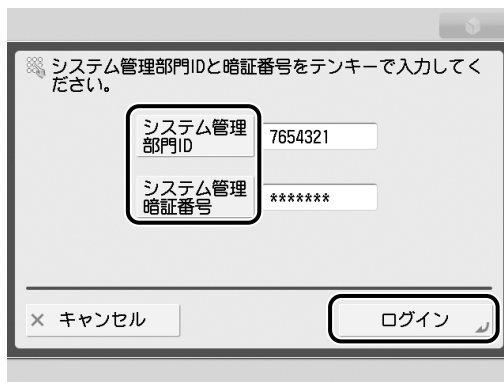 システム管理部門IDと暗証番号をテンキーで入力してく
ださい。
システム管理
部門ID
7654321
システム管理
暗証番号
*******
× キャンセル
ログイン